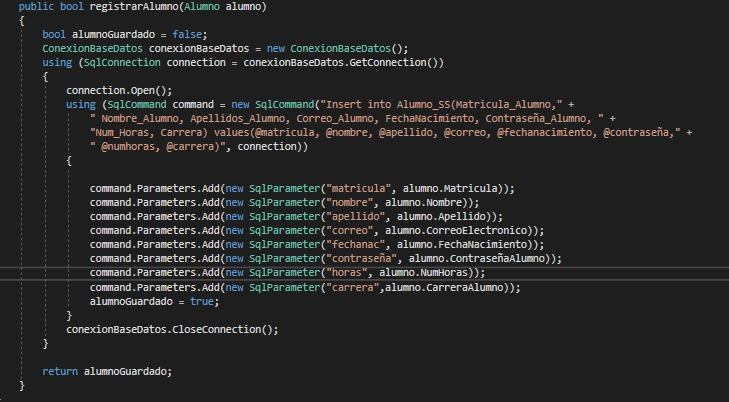 public bool registrarAlumno(Alumno alumno)
{
bool alumnoGuardado = false;
ConexionBaseDatos conexionBaseDatos = new ConexionBaseDatos();
using (SqlConnection connection = conexionBaseDatos.GetConnection())
{
connection.Open();
using (SqlCommand command = new SqlCommand("Insert into Alumno_SS(Matricula_Alumno," +
" Nombre_Alumno, Apellidos_Alumno, Correo_Alumno, FechaNacimiento, Contraseña_Alumno, " +
"Num_Horas, Carrera) values(@matricula, @nombre, @apellido, @correo, @fechanacimiento, @contraseña," +
" @numhoras, @carrera)", connection))
{
command.Parameters.Add(new SqlParameter("matricula", alumno.Matricula));
command.Parameters.Add(new SqlParameter("nombre", alumno.Nombre));
command.Parameters.Add(new SqlParameter("apellido", alumno.Apellido));
command.Parameters.Add(new SqlParameter("correo", alumno.CorreoElectronico));
command.Parameters.Add(new SqlParameter("fechanac", alumno.FechaNacimiento));
command.Parameters.Add(new SqlParameter("contraseña", alumno.ContraseñaAlumno));
command.Parameters.Add(new SqlParameter("horas", alumno.NumHoras));
command.Parameters.Add(new SqlParameter("carrera",alumno.CarreraAlumno));
alumnoGuardado = true;
}
conexionBaseDatos.CloseConnection();
}
return alumnoGuardado;
}